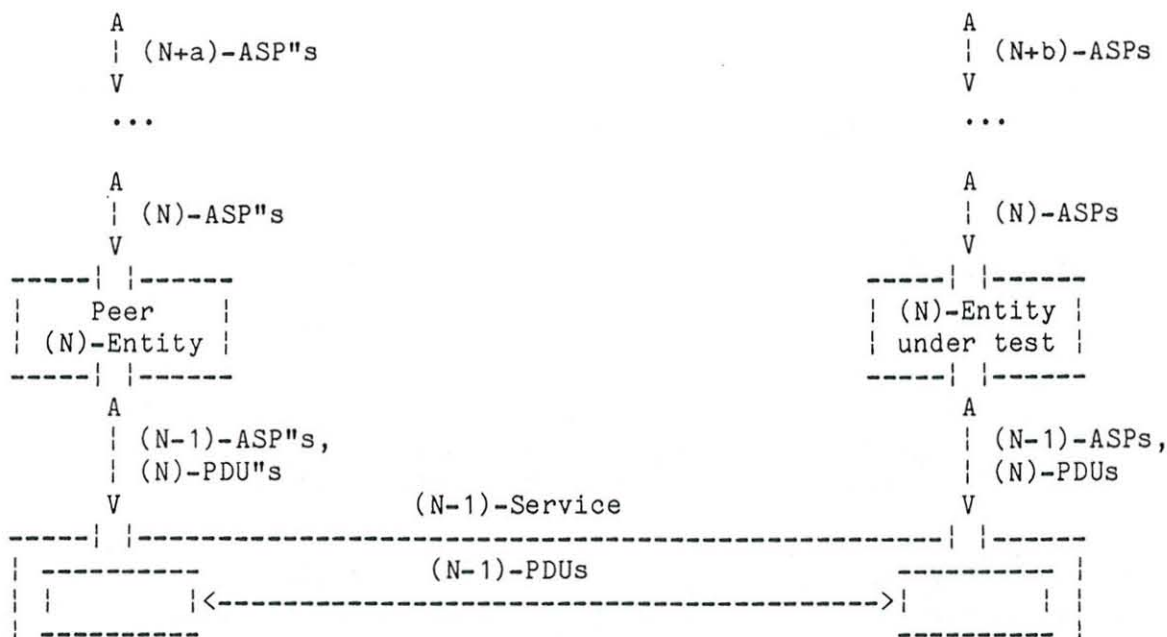 A A
(N+a)-ASP"s (N+b)-ASPs
V V
... ...
A A
(N)-ASP"s (N)-ASPs
V V
Peer (N)-Entity
(N)-Entity under test
A A
(N-1)-ASP"s, (N-1)-ASPs,
(N)-PDU"s (N)-PDUs
V (N-1)-Service V
(N-1)-PDUs